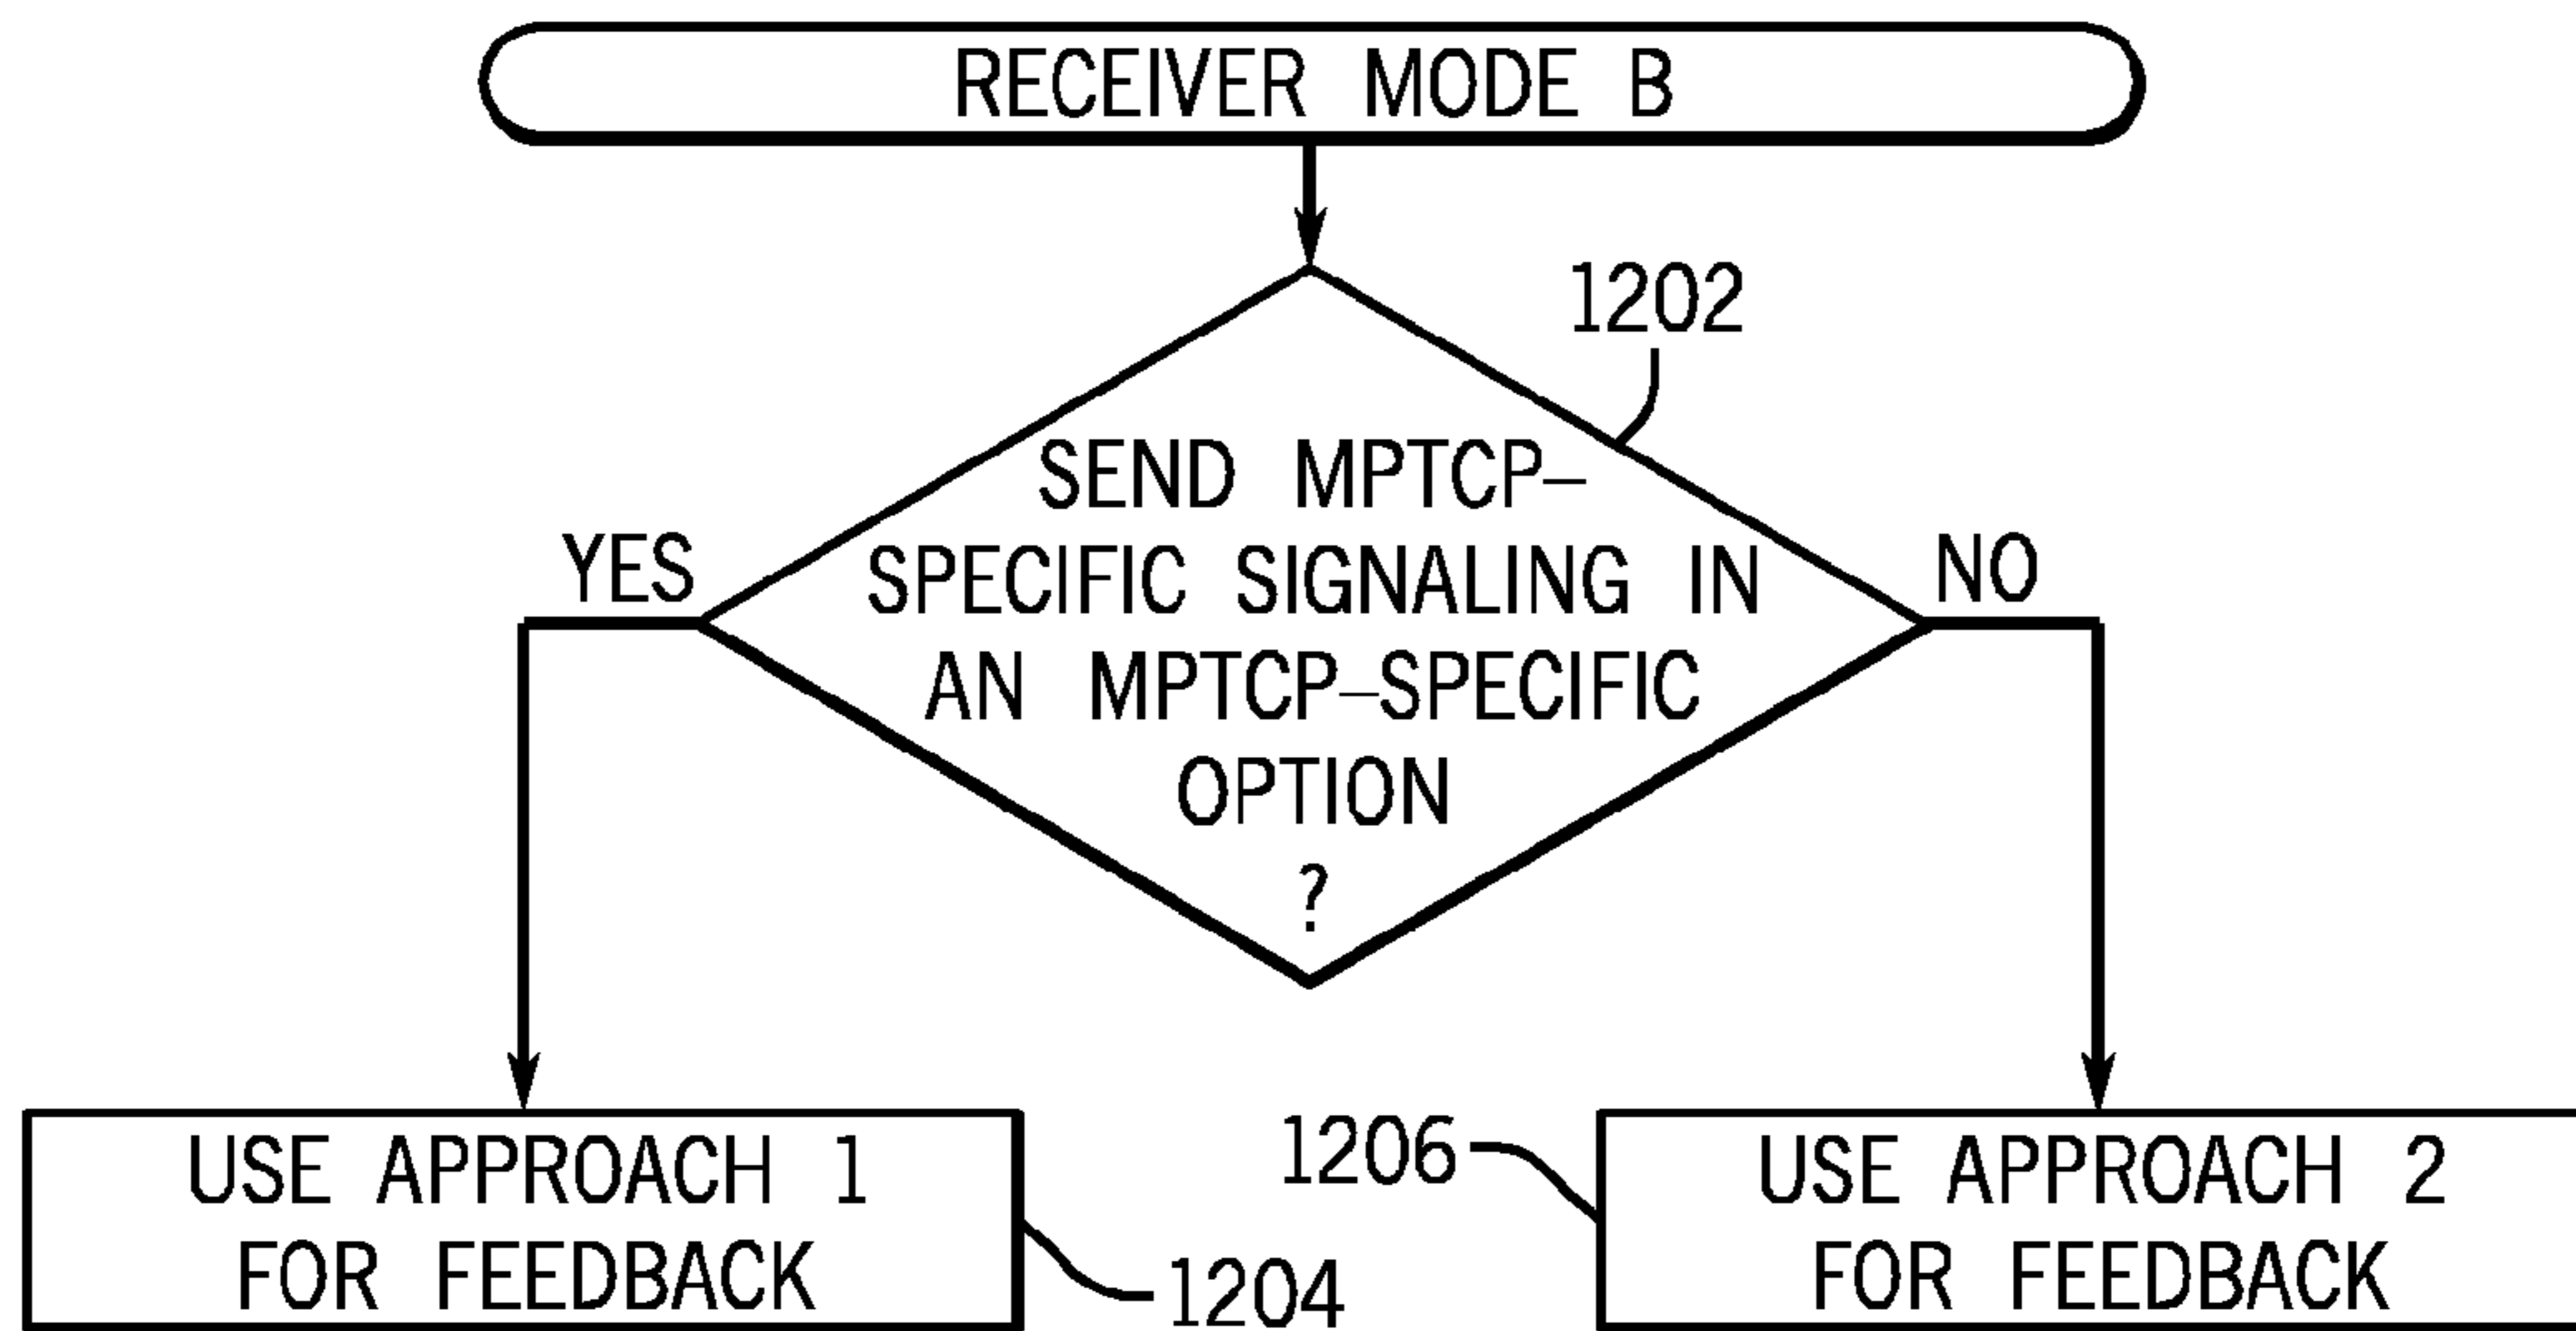 RECEIVER MODE B
1202
SEND MPTCP–
SPECIFIC SIGNALING IN
AN MPTCP–SPECIFIC
OPTION
?
YES
NO
USE APPROACH 1
FOR FEEDBACK
1204
1206
USE APPROACH 2
FOR FEEDBACK